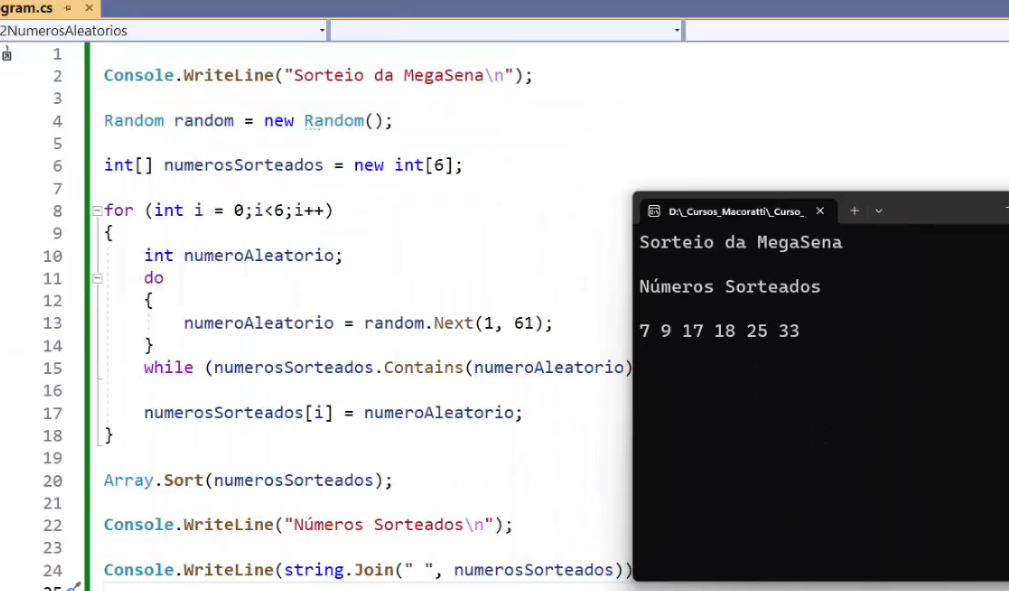 gram.cs
2NumerosAleatorios
1
2 Console.WriteLine("Sorteio da MegaSena\n");
3
4 Random random = new Random();
5
6 int[] numerosSorteados = new int[6];
7
8 for (int i = 0;i<6;i++)
9 {
10 int numeroAleatorio;
11 do
12 {
13 numeroAleatorio = random.Next(1, 61);
14 }
15 while (numerosSorteados.Contains(numeroAleatorio)
16
17 numerosSorteados[i] = numeroAleatorio;
18 }
19
20 Array.Sort(numerosSorteados);
21
22 Console.WriteLine("Números Sorteados\n");
23
24 Console.WriteLine(string.Join(" ", numerosSorteados))
25
D:\_Cursos_Macoratti\_Curso_
Sorteio da MegaSena
Números Sorteados
7 9 17 18 25 33